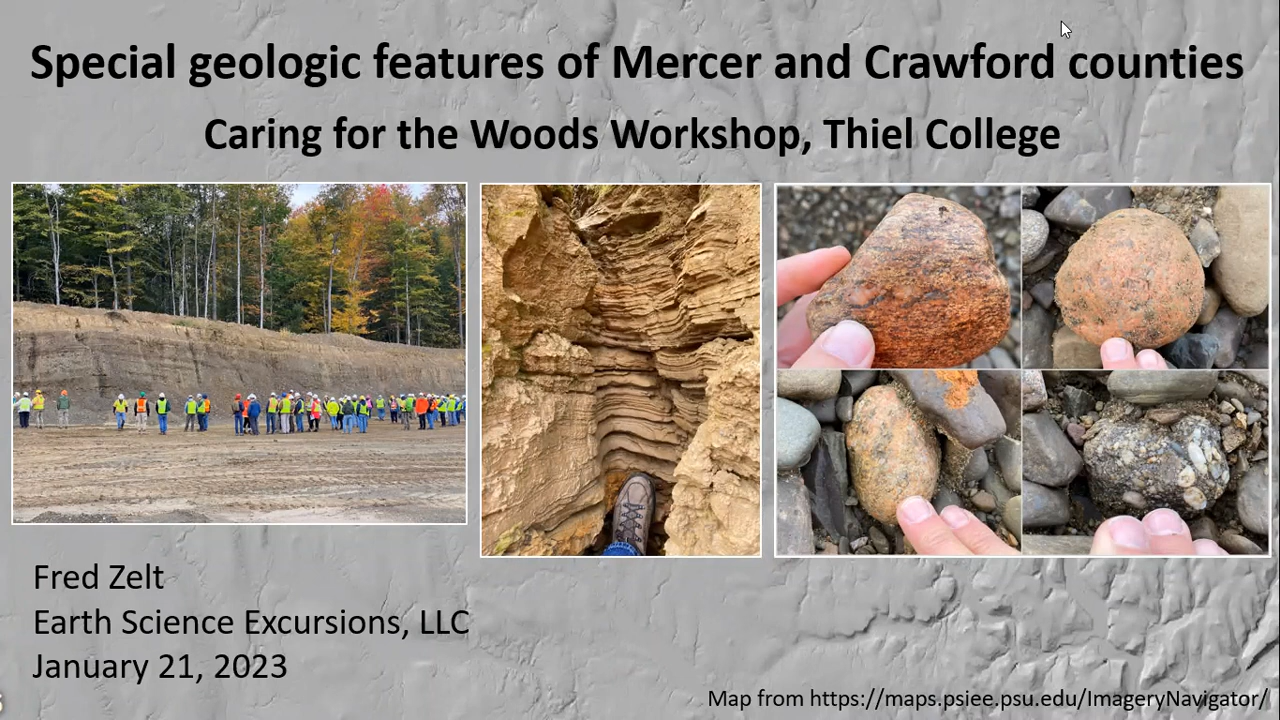 Special geologic features of Mercer and Crawford counties
Caring for the Woods Workshop, Thiel College
Fred Zelt
Earth Science Excursions, LLC
January 21, 2023
Map from https://maps.psiee.psu.edu/ImageryNavigator/